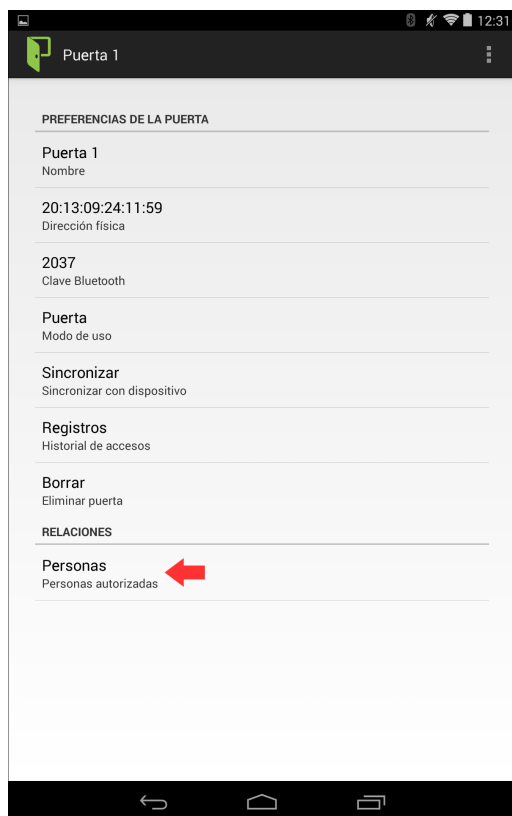 12:31
Puerta 1
PREFERENCIAS DE LA PUERTA
Puerta 1
Nombre
20:13:09:24:11:59
Dirección física
2037
Clave Bluetooth
Puerta
Modo de uso
Sincronizar
Sincronizar con dispositivo
Registros
Historial de accesos
Borrar
Eliminar puerta
RELACIONES
Personas
Personas autorizadas